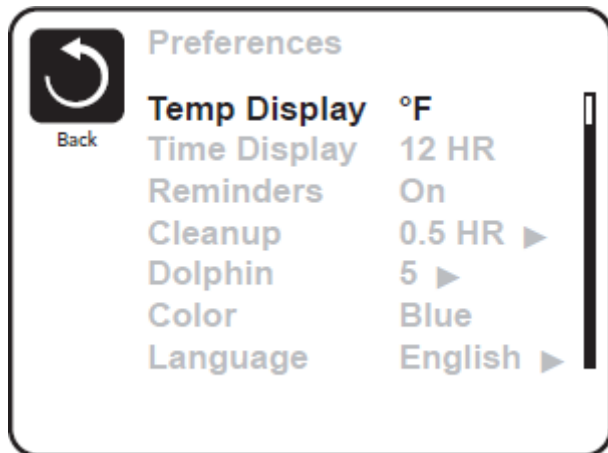 Preferences
Back
Temp Display °F
Time Display 12 HR
Reminders On
Cleanup 0.5 HR ▶
Dolphin 5 ▶
Color Blue
Language English ▶